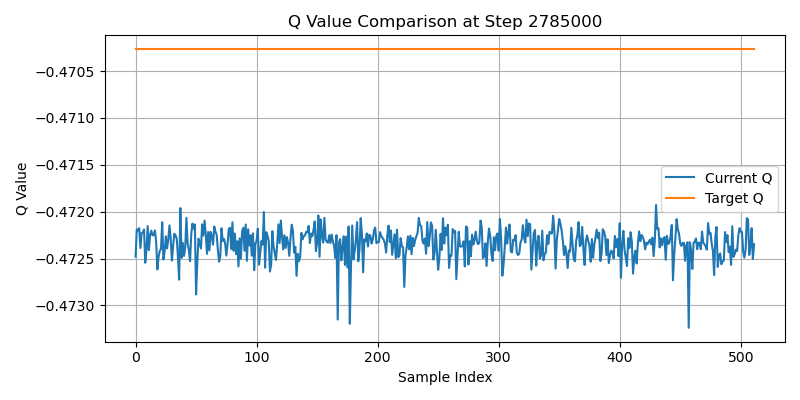 Q Value Comparison at Step 2785000
Q Value
−0.4705
−0.4710
−0.4715
−0.4720
−0.4725
−0.4730
Current Q
Target Q
0
100
200
300
400
500
Sample Index